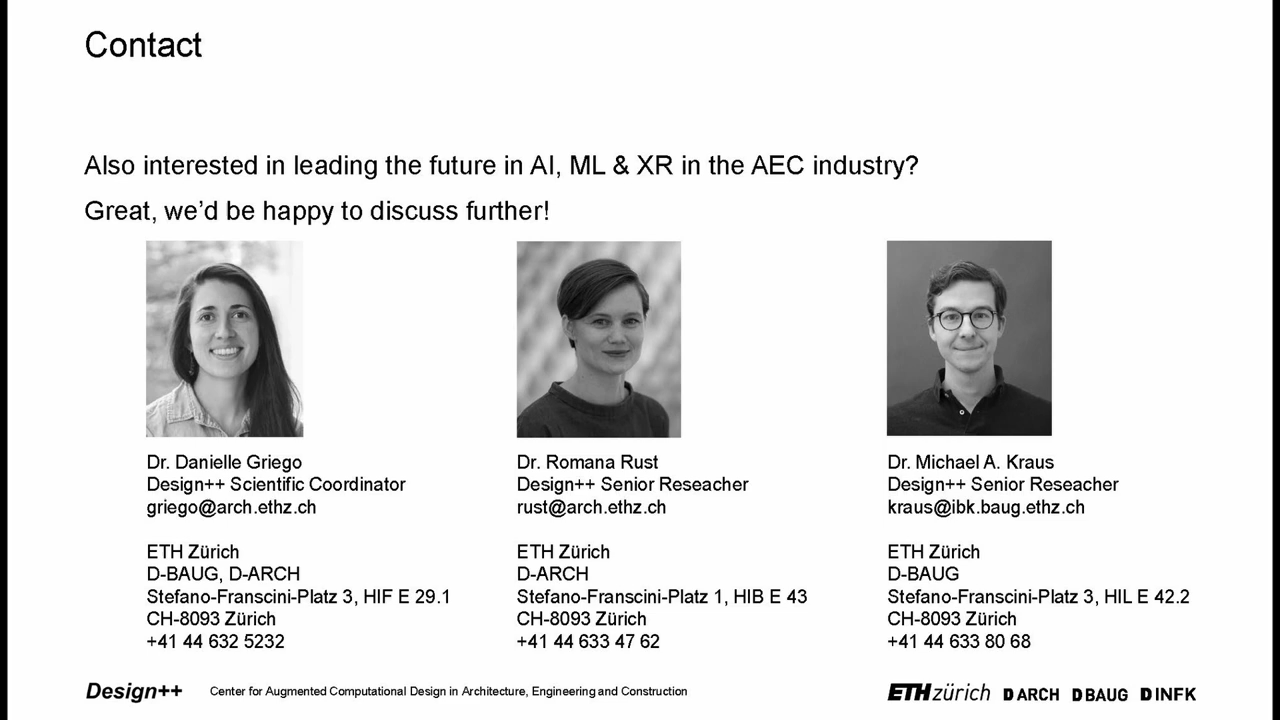 Contact
Also interested in leading the future in AI, ML & XR in the AEC industry?
Great, we'd be happy to discuss further!
Dr. Danielle Griego
Design++ Scientific Coordinator
griego@arch.ethz.ch
ETH Zürich
D-BAUG, D-ARCH
Stefano-Franscini-Platz 3, HIF E 29.1
CH-8093 Zürich
+41 44 632 5232
Dr. Romana Rust
Design++ Senior Reseacher
rust@arch.ethz.ch
ETH Zürich
D-ARCH
Stefano-Franscini-Platz 1, HIB E 43
CH-8093 Zürich
+41 44 633 47 62
Dr. Michael A. Kraus
Design++ Senior Reseacher
kraus@ibk.baug.ethz.ch
ETH Zürich
D-BAUG
Stefano-Franscini-Platz 3, HIL E 42.2
CH-8093 Zürich
+41 44 633 80 68
Design++ Center for Augmented Computational Design in Architecture, Engineering and Construction
ETH zürich D ARCH D BAUG D INFK